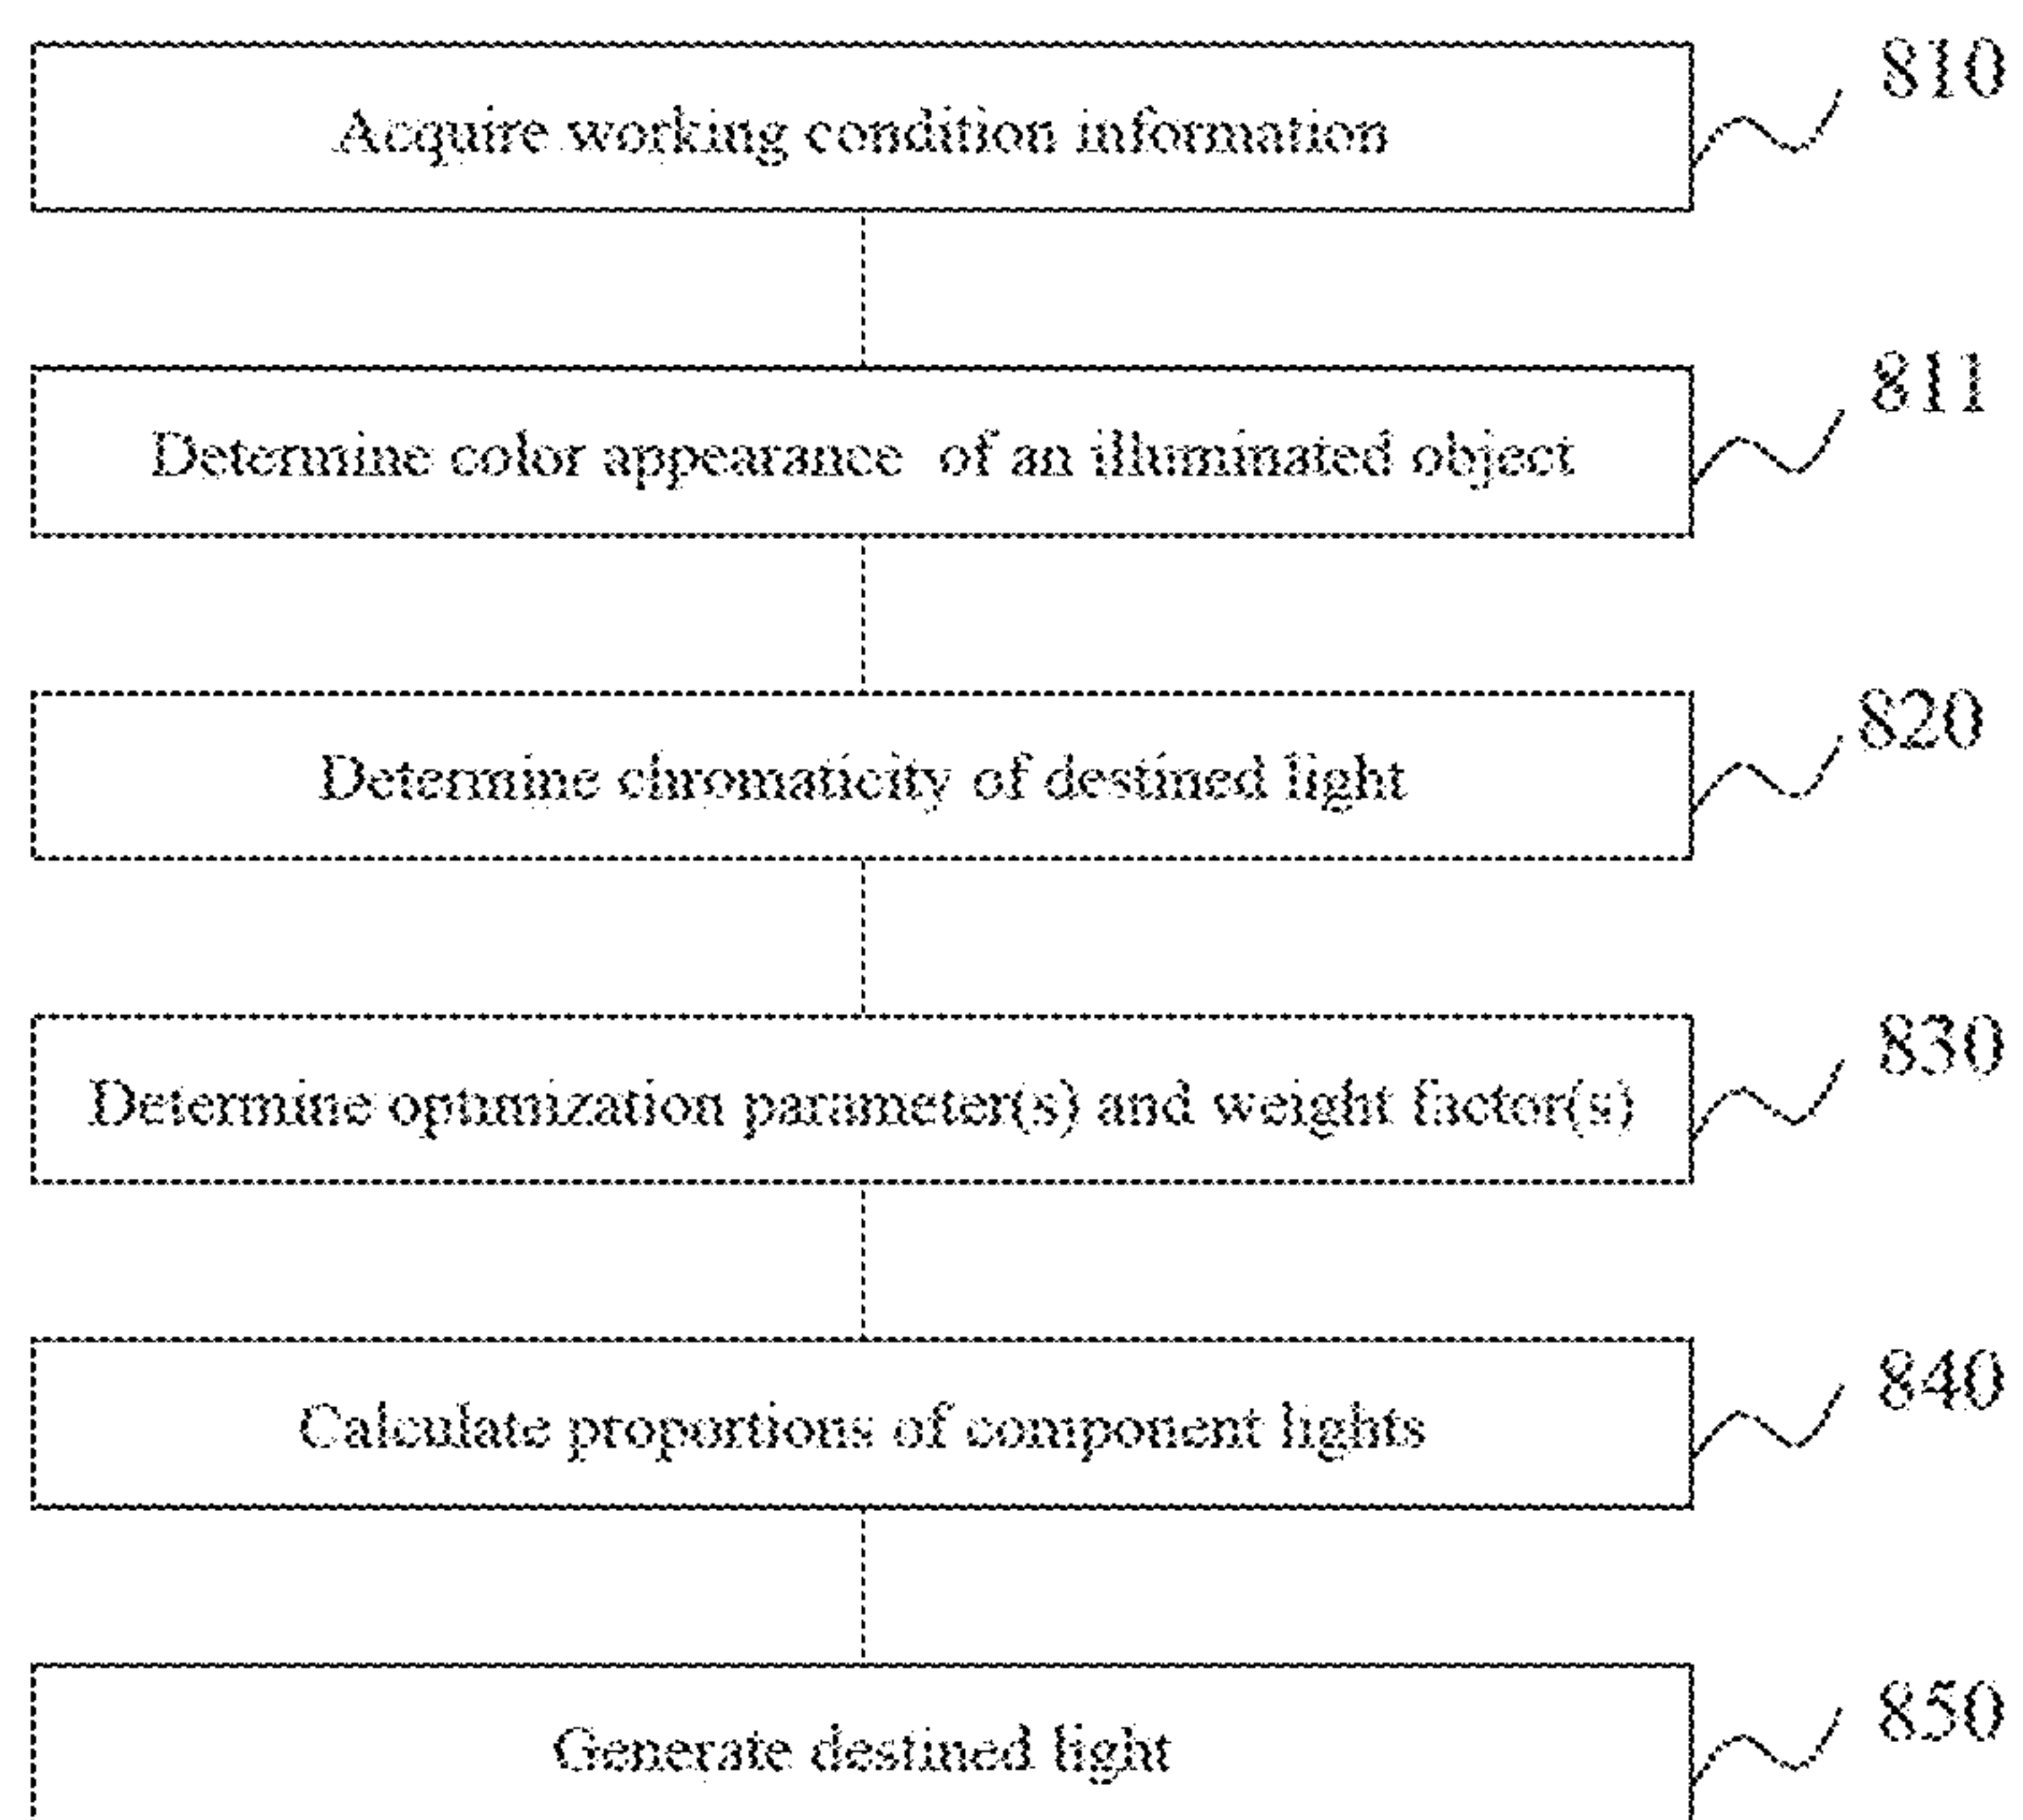 Acquire working condition information
810
Determine color appearance of an illuminated object
811
Determine chromaticity of destined light
820
Determine optimization parameter(s) and weight factor(s)
830
Calculate proportions of component lights
840
Generate destined light
850